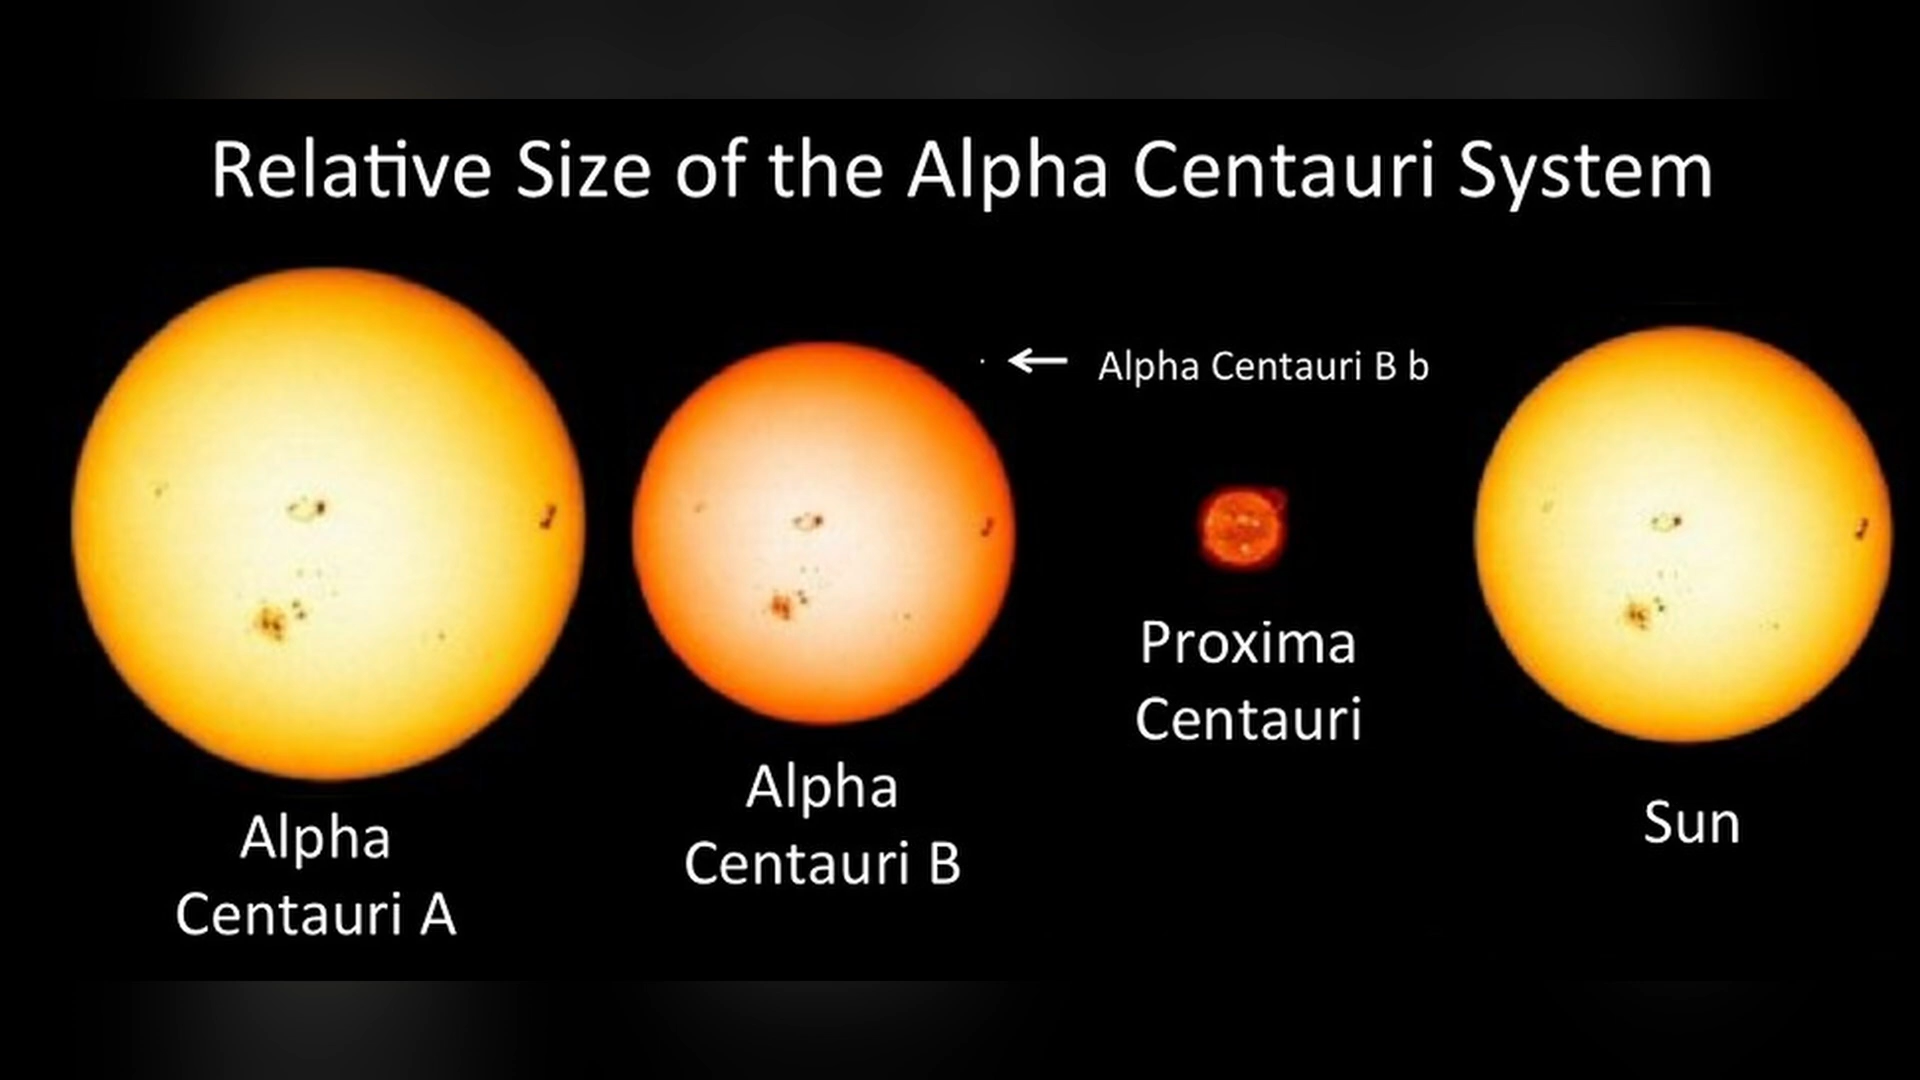 Relative Size of the Alpha Centauri System
Alpha Centauri B b
Alpha
Centauri A
Alpha
Centauri B
Proxima
Centauri
Sun